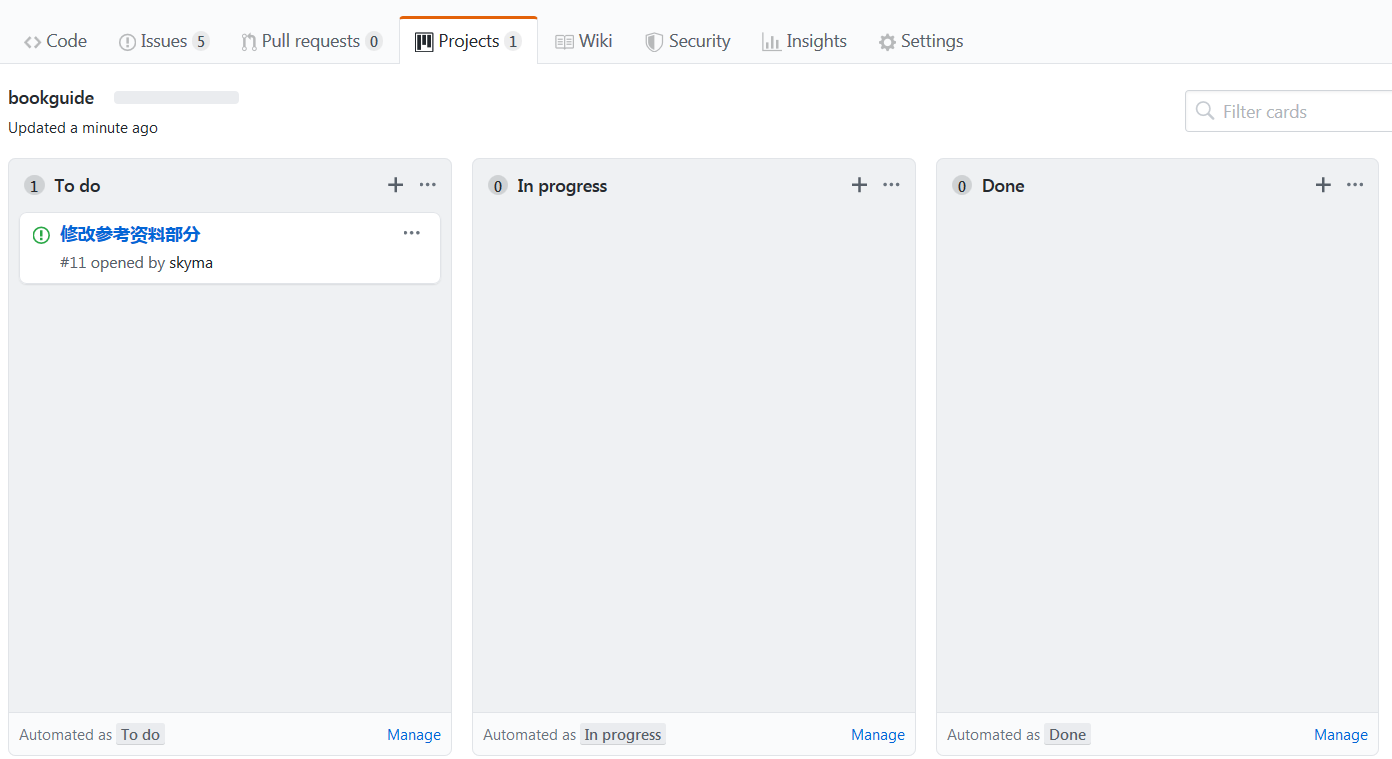 Code Issues 5 Pull requests 0 Projects 1 Wiki Security Insights Settings
bookguide
Updated a minute ago
Filter cards
1 To do
修改参考资料部分
#11 opened by skyma
Automated as To do Manage
0 In progress
Automated as In progress Manage
0 Done
Automated as Done Manage